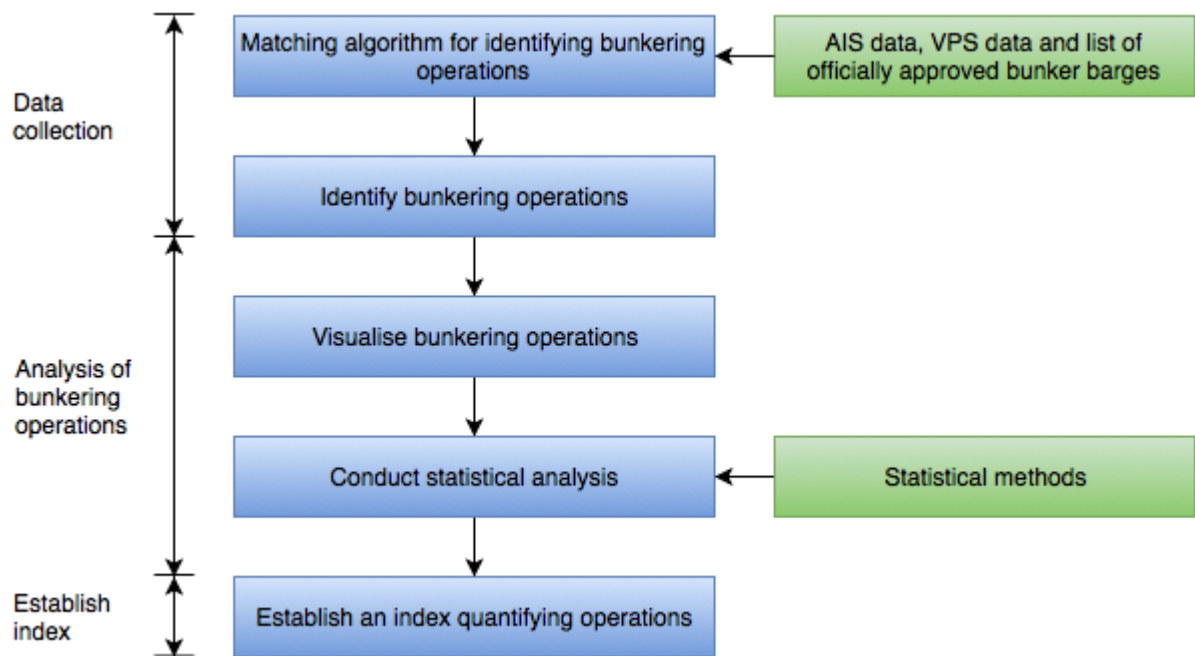 Matching algorithm for identifying bunkering
operations
AIS data, VPS data and list of
officially approved bunker barges
Data
collection
Identify bunkering operations
Visualise bunkering operations
Analysis of
bunkering
operations
Conduct statistical analysis
Statistical methods
Establish
index
Establish an index quantifying operations